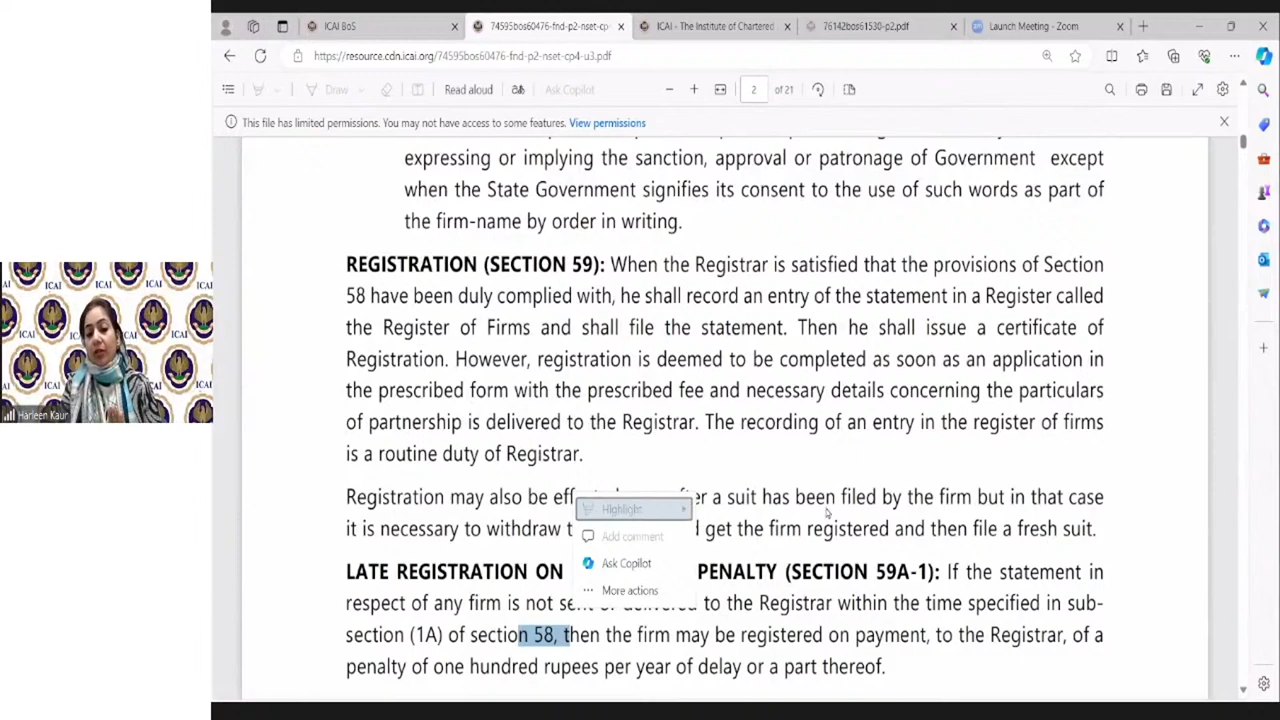 ICAI BoS
74595bos60476-fnd-p2-nset-cp-
ICAI - The Institute of Chartered
76142bos61530-p2.pdf
Launch Meeting - Zoom
https://resource.cdn.icai.org/74595bos60476-fnd-p2-nset-cp4-u3.pdf
Draw
Read aloud
Ask Copilot
2 of 21
This file has limited permissions. You may not have access to some features. View permissions
expressing or implying the sanction, approval or patronage of Government except
when the State Government signifies its consent to the use of such words as part of
the firm-name by order in writing.
REGISTRATION (SECTION 59): When the Registrar is satisfied that the provisions of Section
58 have been duly complied with, he shall record an entry of the statement in a Register called
the Register of Firms and shall file the statement. Then he shall issue a certificate of
Registration. However, registration is deemed to be completed as soon as an application in
the prescribed form with the prescribed fee and necessary details concerning the particulars
of partnership is delivered to the Registrar. The recording of an entry in the register of firms
is a routine duty of Registrar.
Registration may also be a suit has been filed by the firm but in that case
it is necessary to withdraw get the firm registered and then file a fresh suit.
LATE REGISTRATION ON PENALTY (SECTION 59A-1): If the statement in
respect of any firm is not to the Registrar within the time specified in sub-
section (1A) of section 58, then the firm may be registered on payment, to the Registrar, of a
penalty of one hundred rupees per year of delay or a part thereof.
Highlight
Add comment
Ask Copilot
More actions
ICAI
ICAI
ICAI
Harleen Kaur